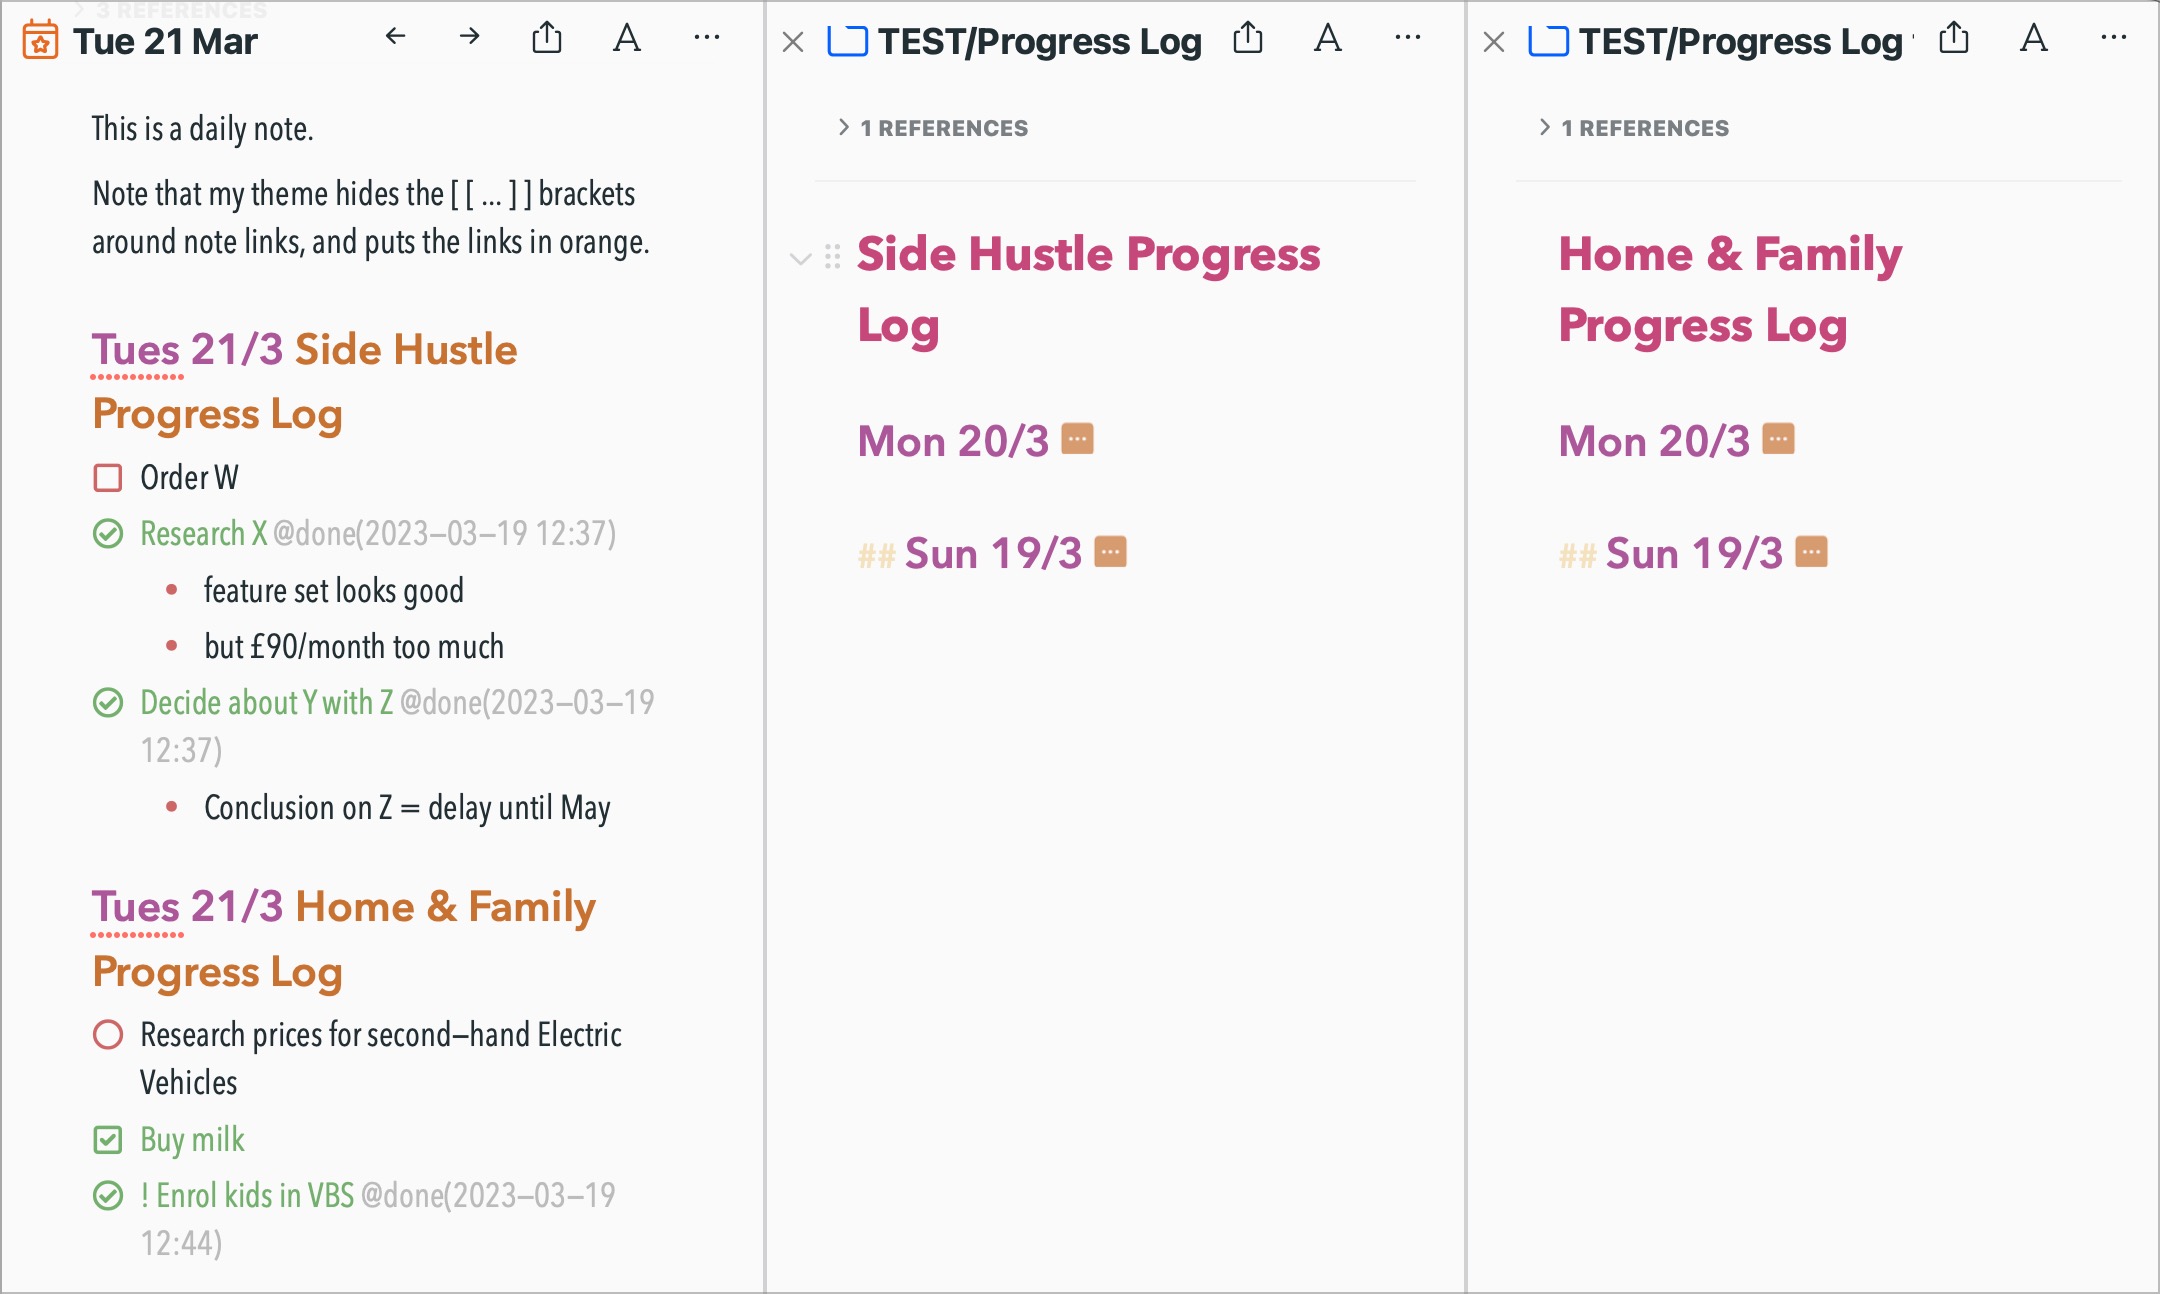 3 REFERENCES
Tue 21 Mar
This is a daily note.
Note that my theme hides the [ [ ... ] ] brackets
around note links, and puts the links in orange.
Tues 21/3 Side Hustle
Progress Log
Order W
Research X @done(2023–03–19 12:37)
• feature set looks good
• but £90/month too much
Decide about Y with Z @done(2023–03–19
12:37)
• Conclusion on Z = delay until May
Tues 21/3 Home & Family
Progress Log
Research prices for second–hand Electric
Vehicles
Buy milk
! Enrol kids in VBS @done(2023–03–19
12:44)
TEST/Progress Log
1 REFERENCES
Side Hustle Progress
Log
Mon 20/3
## Sun 19/3
TEST/Progress Log
1 REFERENCES
Home & Family
Progress Log
Mon 20/3
## Sun 19/3